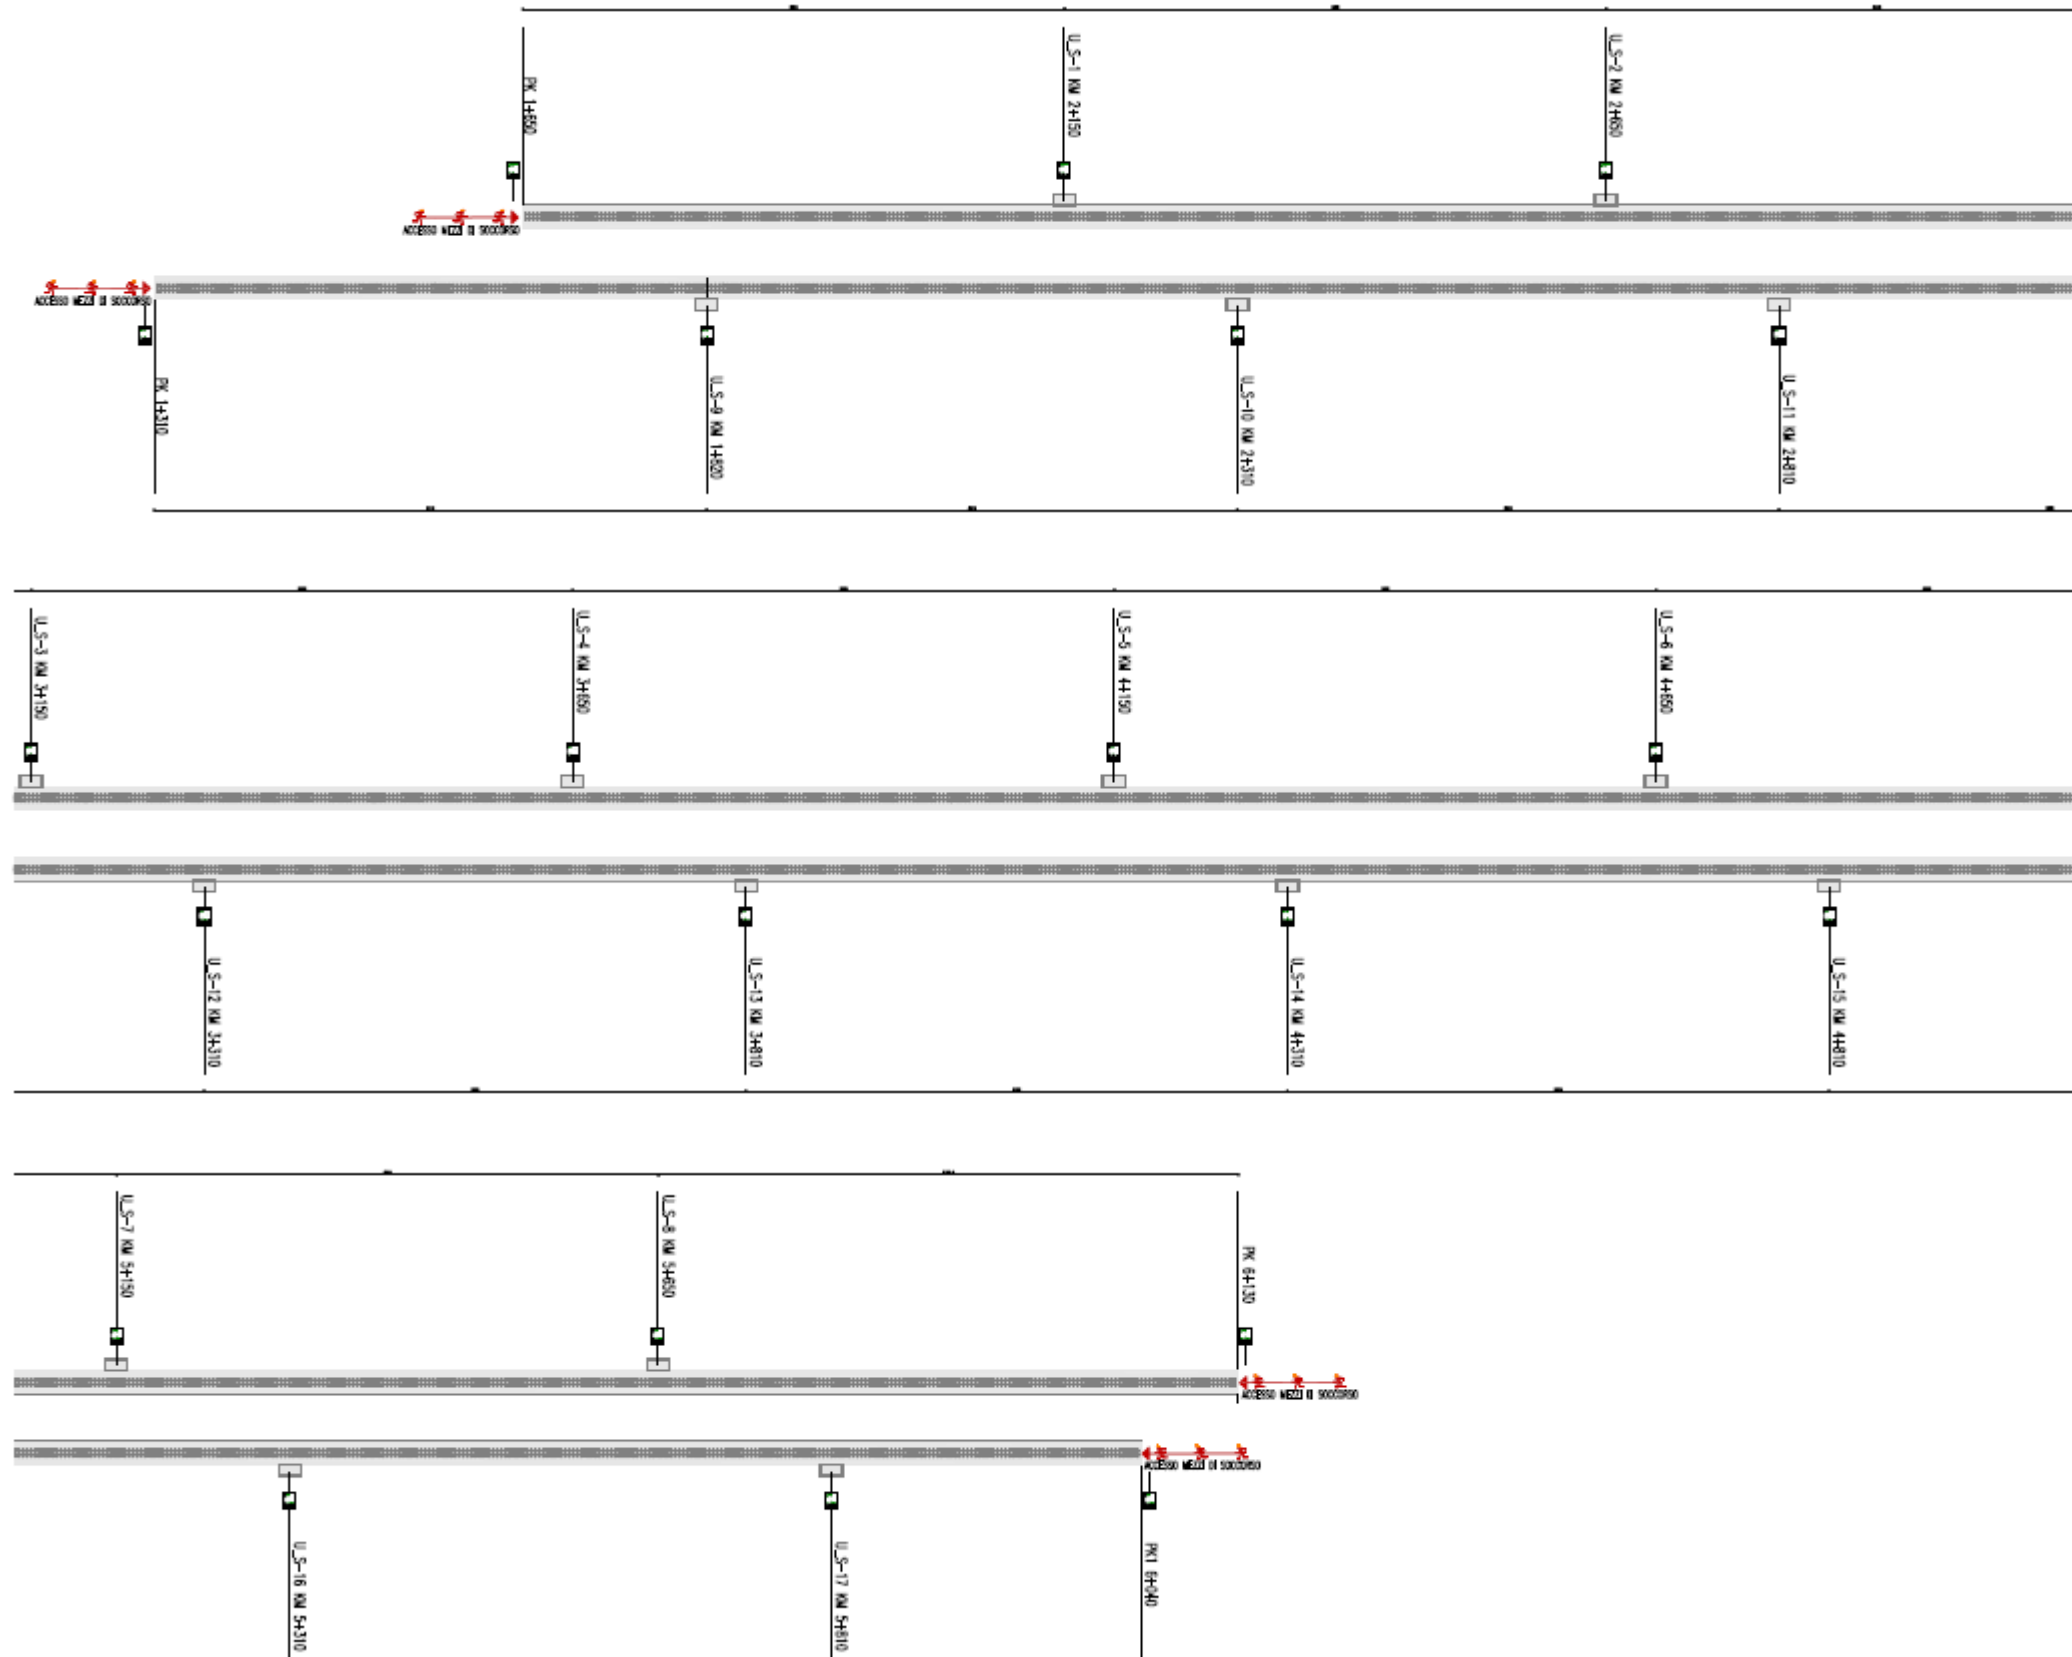 PK 1+650
U_S-1 KM 2+150
U_S-2 KM 2+650
ACCESSO MEZZI DI SOCCORSO
ACCESSO MEZZI DI SOCCORSO
PK 1+310
U_S-9 KM 1+820
U_S-10 KM 2+310
U_S-11 KM 2+810
U_S-3 KM 3+150
U_S-4 KM 3+650
U_S-5 KM 4+150
U_S-6 KM 4+650
U_S-12 KM 3+310
U_S-13 KM 3+810
U_S-14 KM 4+310
U_S-15 KM 4+810
U_S-7 KM 5+150
U_S-8 KM 5+650
PK 6+130
ACCESSO MEZZI DI SOCCORSO
ACCESSO MEZZI DI SOCCORSO
U_S-16 KM 5+310
U_S-17 KM 5+810
PK1 6+040